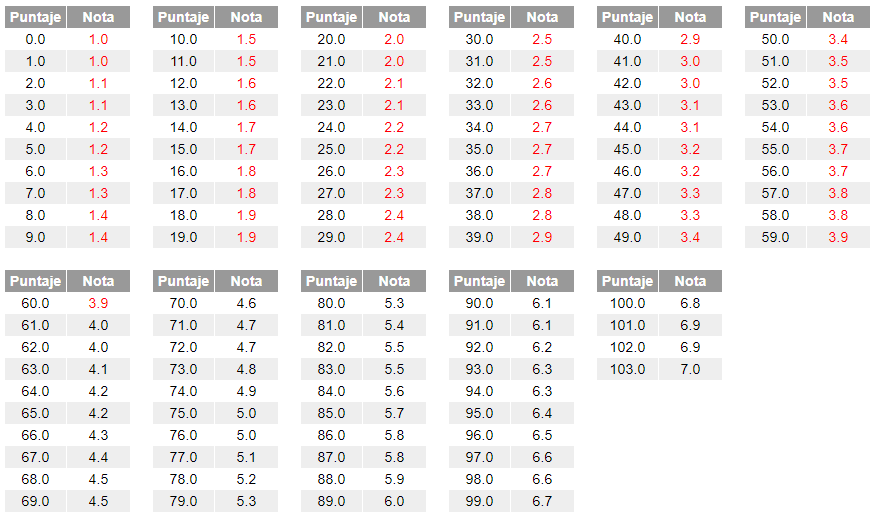 Puntaje Nota Puntaje Nota Puntaje Nota Puntaje Nota Puntaje Nota Puntaje Nota
0.0 1.0 10.0 1.5 20.0 2.0 30.0 2.5 40.0 2.9 50.0 3.4
1.0 1.0 11.0 1.5 21.0 2.0 31.0 2.5 41.0 3.0 51.0 3.5
2.0 1.1 12.0 1.6 22.0 2.1 32.0 2.6 42.0 3.0 52.0 3.5
3.0 1.1 13.0 1.6 23.0 2.1 33.0 2.6 43.0 3.1 53.0 3.6
4.0 1.2 14.0 1.7 24.0 2.2 34.0 2.7 44.0 3.1 54.0 3.6
5.0 1.2 15.0 1.7 25.0 2.2 35.0 2.7 45.0 3.2 55.0 3.7
6.0 1.3 16.0 1.8 26.0 2.3 36.0 2.7 46.0 3.2 56.0 3.7
7.0 1.3 17.0 1.8 27.0 2.3 37.0 2.8 47.0 3.3 57.0 3.8
8.0 1.4 18.0 1.9 28.0 2.4 38.0 2.8 48.0 3.3 58.0 3.8
9.0 1.4 19.0 1.9 29.0 2.4 39.0 2.9 49.0 3.4 59.0 3.9
Puntaje Nota Puntaje Nota Puntaje Nota Puntaje Nota Puntaje Nota
60.0 3.9 70.0 4.6 80.0 5.3 90.0 6.1 100.0 6.8
61.0 4.0 71.0 4.7 81.0 5.4 91.0 6.1 101.0 6.9
62.0 4.0 72.0 4.7 82.0 5.5 92.0 6.2 102.0 6.9
63.0 4.1 73.0 4.8 83.0 5.5 93.0 6.3 103.0 7.0
64.0 4.2 74.0 4.9 84.0 5.6 94.0 6.3
65.0 4.2 75.0 5.0 85.0 5.7 95.0 6.4
66.0 4.3 76.0 5.0 86.0 5.8 96.0 6.5
67.0 4.4 77.0 5.1 87.0 5.8 97.0 6.6
68.0 4.5 78.0 5.2 88.0 5.9 98.0 6.6
69.0 4.5 79.0 5.3 89.0 6.0 99.0 6.7